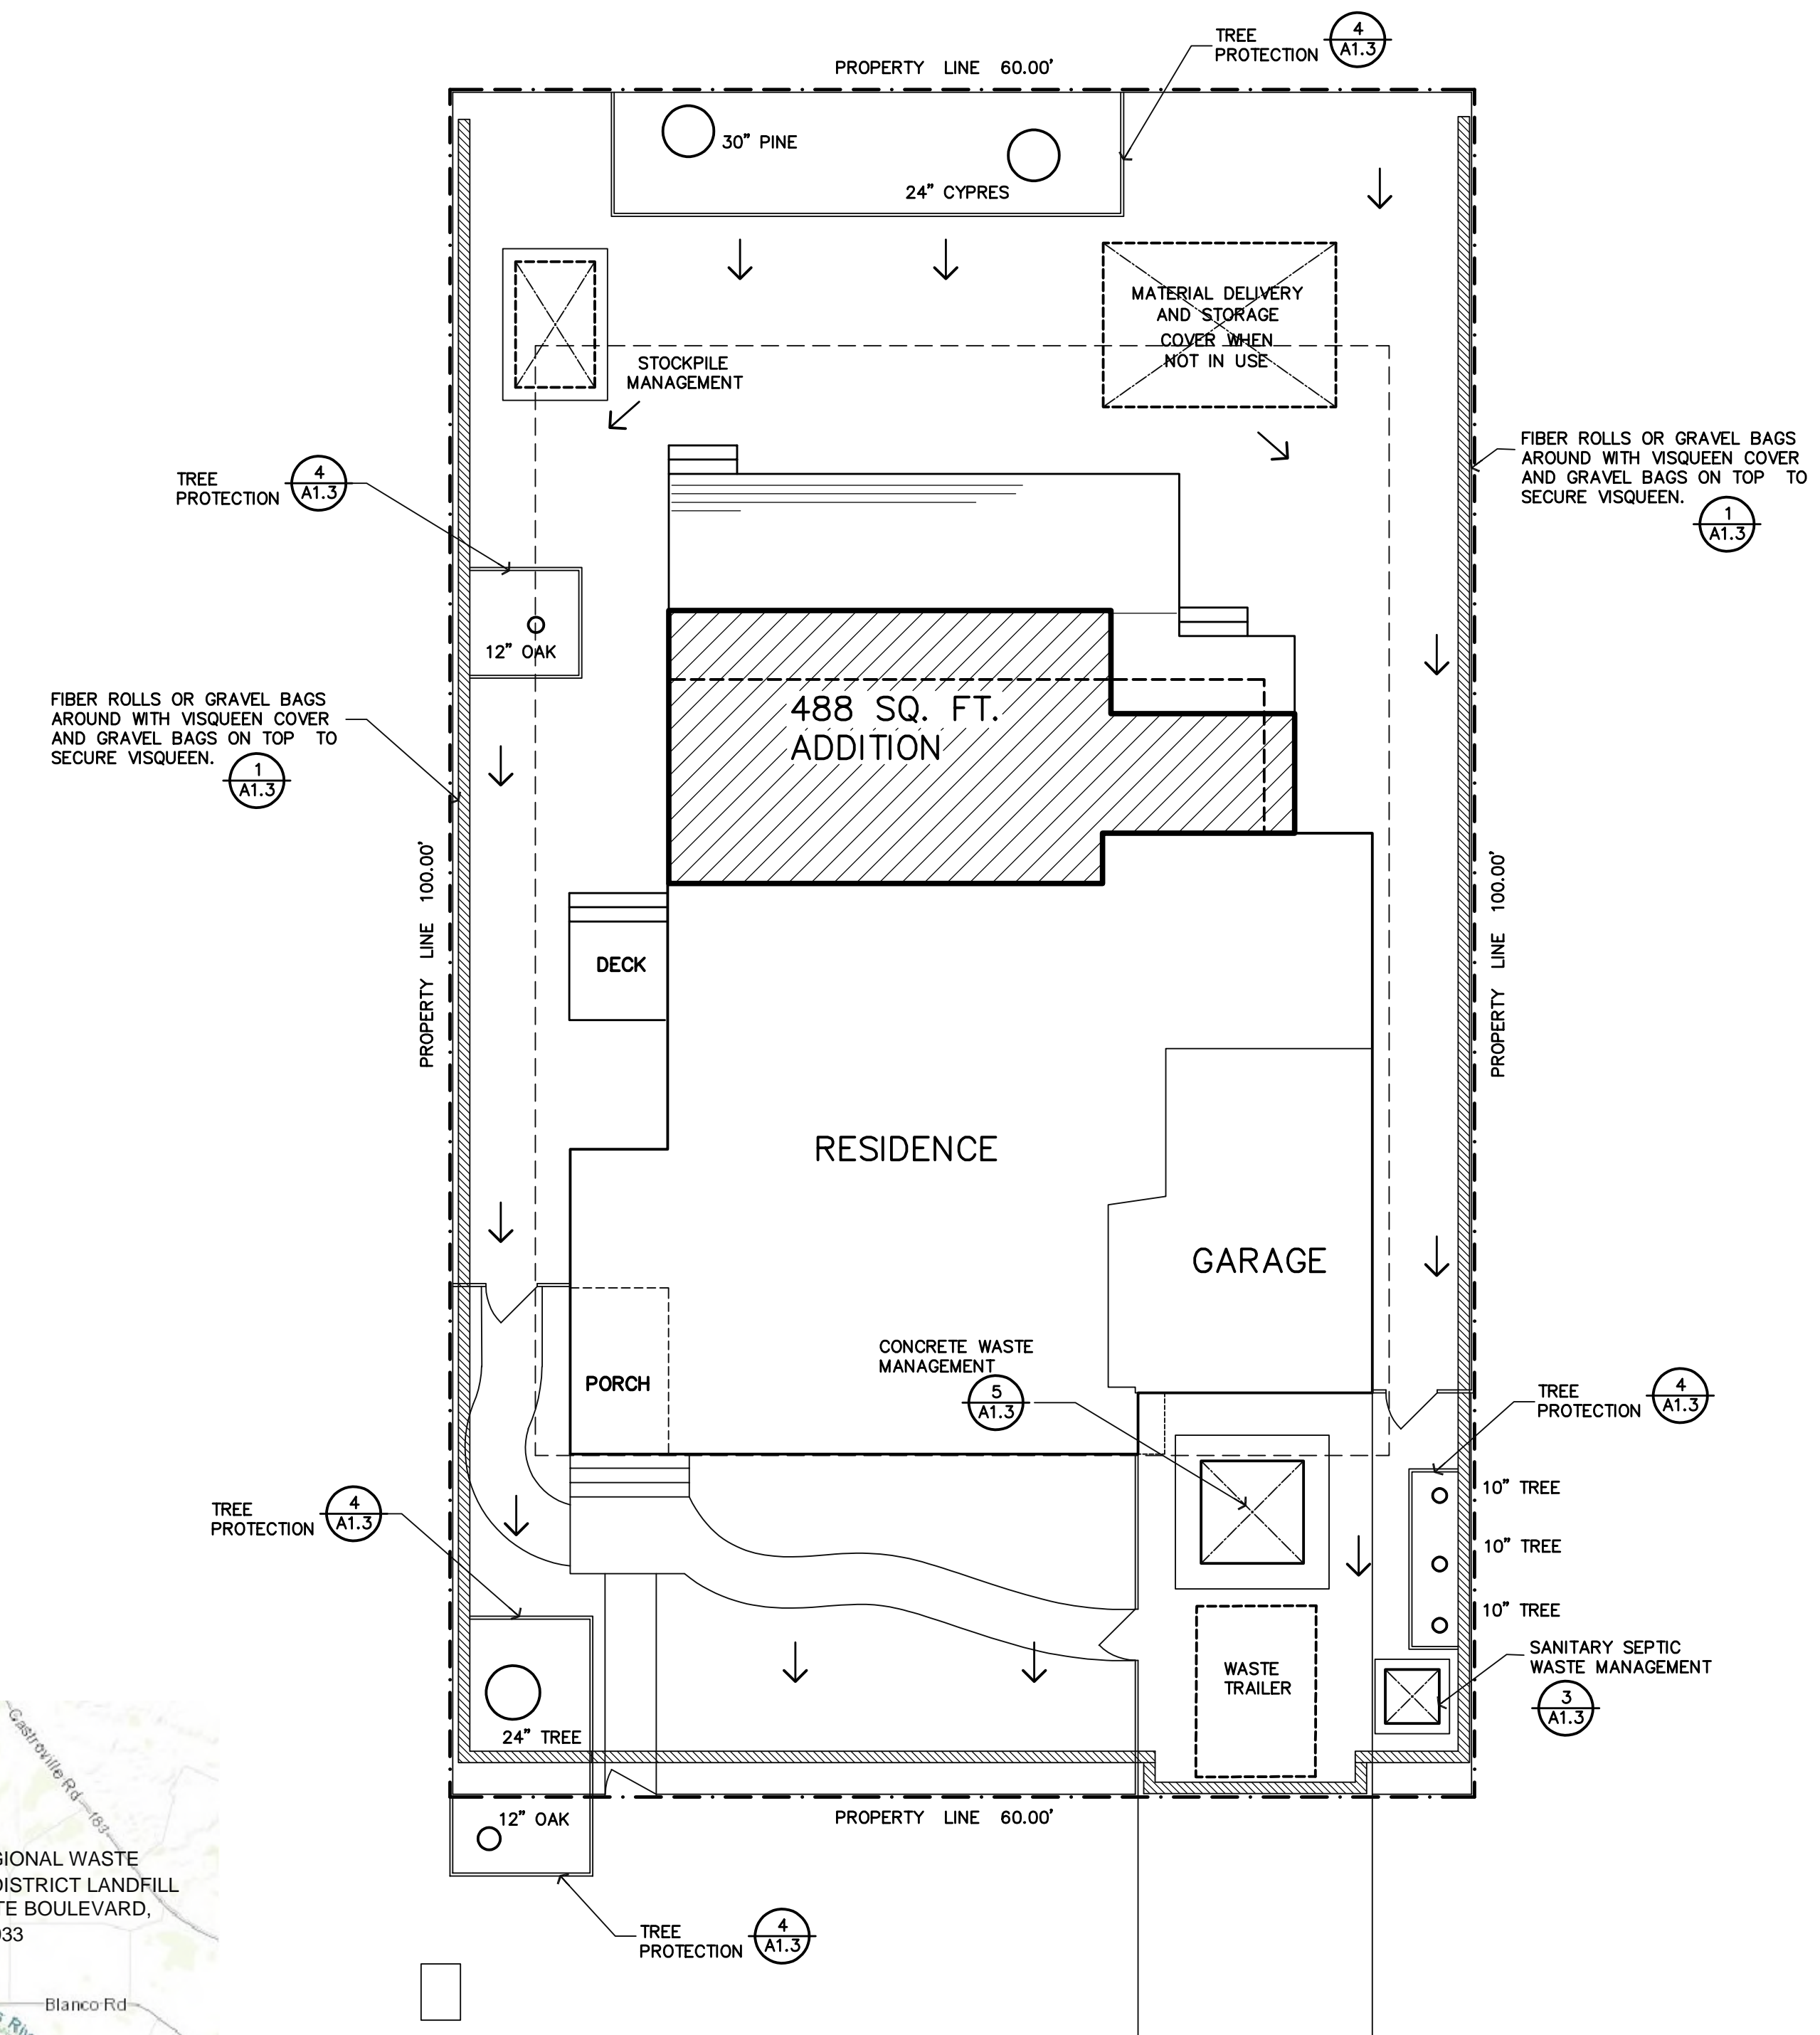 TREE
PROTECTION
4
A1.3
PROPERTY LINE 60.00'
30" PINE
24" CYPRES
MATERIAL DELIVERY
AND STORAGE
COVER WHEN
NOT IN USE
STOCKPILE
MANAGEMENT
TREE
PROTECTION
4
A1.3
FIBER ROLLS OR GRAVEL BAGS
AROUND WITH VISQUEEN COVER
AND GRAVEL BAGS ON TOP TO
SECURE VISQUEEN.
1
A1.3
12" OAK
FIBER ROLLS OR GRAVEL BAGS
AROUND WITH VISQUEEN COVER
AND GRAVEL BAGS ON TOP TO
SECURE VISQUEEN.
1
A1.3
488 SQ. FT.
ADDITION
PROPERTY LINE 100.00'
PROPERTY LINE 100.00'
DECK
RESIDENCE
GARAGE
PORCH
CONCRETE WASTE
MANAGEMENT
5
A1.3
TREE
PROTECTION
4
A1.3
10" TREE
10" TREE
10" TREE
TREE
PROTECTION
4
A1.3
SANITARY SEPTIC
WASTE MANAGEMENT
3
A1.3
WASTE
TRAILER
24" TREE
PROPERTY LINE 60.00'
12" OAK
TREE
PROTECTION
4
A1.3
Castroville Rd
183
GIONAL WASTE
DISTRICT LANDFILL
TE BOULEVARD,
933
Blanco Rd